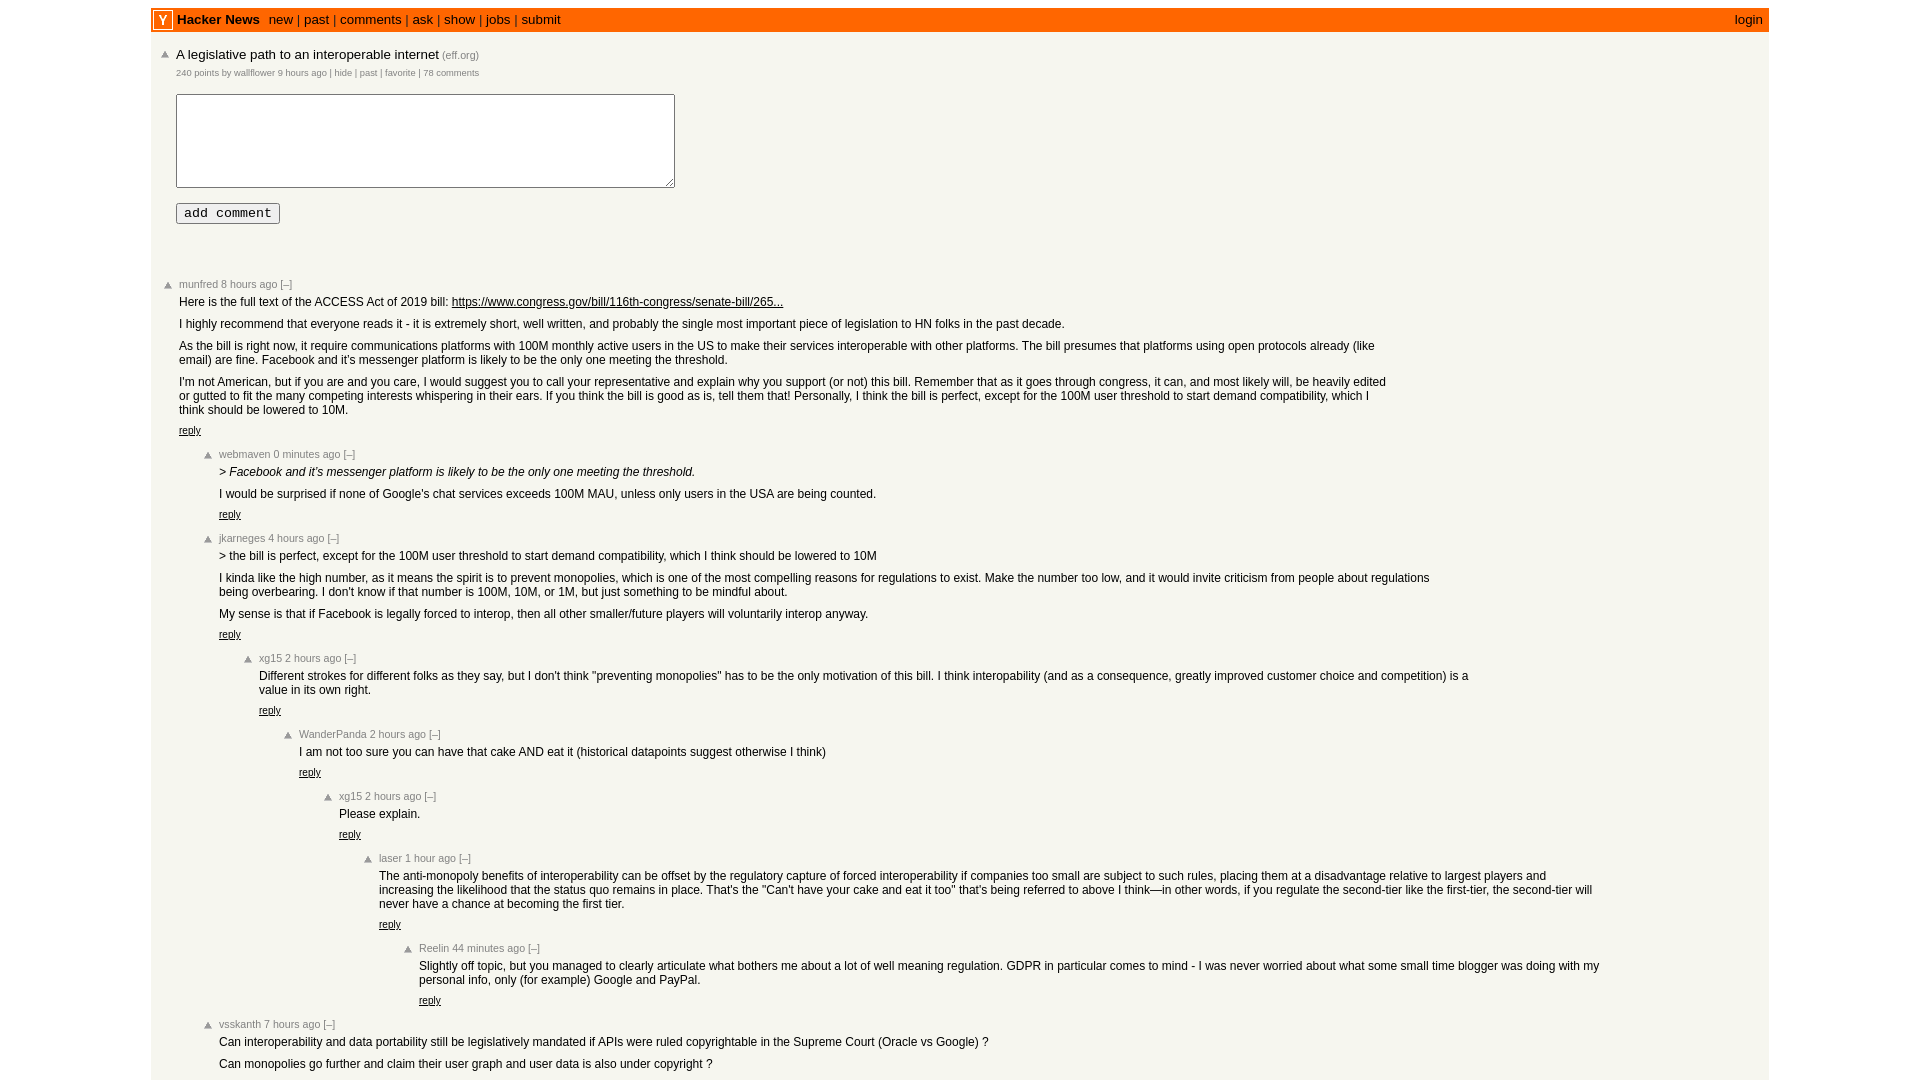 Y Hacker News new | past | comments | ask | show | jobs | submit login
A legislative path to an interoperable internet (eff.org)
240 points by wallflower 9 hours ago | hide | past | favorite | 78 comments
add comment
munfred 8 hours ago [–]
Here is the full text of the ACCESS Act of 2019 bill: https://www.congress.gov/bill/116th-congress/senate-bill/265...
I highly recommend that everyone reads it - it is extremely short, well written, and probably the single most important piece of legislation to HN folks in the past decade.
As the bill is right now, it require communications platforms with 100M monthly active users in the US to make their services interoperable with other platforms. The bill presumes that platforms using open protocols already (like
email) are fine. Facebook and it’s messenger platform is likely to be the only one meeting the threshold.
I'm not American, but if you are and you care, I would suggest you to call your representative and explain why you support (or not) this bill. Remember that as it goes through congress, it can, and most likely will, be heavily edited
or gutted to fit the many competing interests whispering in their ears. If you think the bill is good as is, tell them that! Personally, I think the bill is perfect, except for the 100M user threshold to start demand compatibility, which I
think should be lowered to 10M.
reply
webmaven 0 minutes ago [–]
> Facebook and it’s messenger platform is likely to be the only one meeting the threshold.
I would be surprised if none of Google's chat services exceeds 100M MAU, unless only users in the USA are being counted.
reply
jkarneges 4 hours ago [–]
> the bill is perfect, except for the 100M user threshold to start demand compatibility, which I think should be lowered to 10M
I kinda like the high number, as it means the spirit is to prevent monopolies, which is one of the most compelling reasons for regulations to exist. Make the number too low, and it would invite criticism from people about regulations
being overbearing. I don't know if that number is 100M, 10M, or 1M, but just something to be mindful about.
My sense is that if Facebook is legally forced to interop, then all other smaller/future players will voluntarily interop anyway.
reply
xg15 2 hours ago [–]
Different strokes for different folks as they say, but I don't think "preventing monopolies" has to be the only motivation of this bill. I think interopability (and as a consequence, greatly improved customer choice and competition) is a
value in its own right.
reply
WanderPanda 2 hours ago [–]
I am not too sure you can have that cake AND eat it (historical datapoints suggest otherwise I think)
reply
xg15 2 hours ago [–]
Please explain.
reply
laser 1 hour ago [–]
The anti-monopoly benefits of interoperability can be offset by the regulatory capture of forced interoperability if companies too small are subject to such rules, placing them at a disadvantage relative to largest players and
increasing the likelihood that the status quo remains in place. That's the "Can't have your cake and eat it too" that's being referred to above I think—in other words, if you regulate the second-tier like the first-tier, the second-tier will
never have a chance at becoming the first tier.
reply
Reelin 44 minutes ago [–]
Slightly off topic, but you managed to clearly articulate what bothers me about a lot of well meaning regulation. GDPR in particular comes to mind - I was never worried about what some small time blogger was doing with my
personal info, only (for example) Google and PayPal.
reply
vsskanth 7 hours ago [–]
Can interoperability and data portability still be legislatively mandated if APIs were ruled copyrightable in the Supreme Court (Oracle vs Google) ?
Can monopolies go further and claim their user graph and user data is also under copyright ?